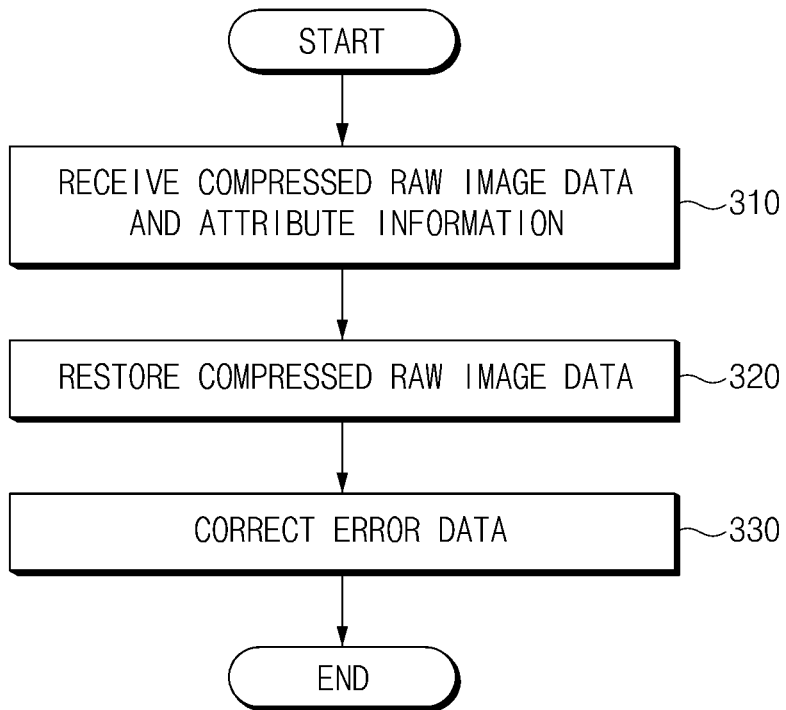 START
RECEIVE COMPRESSED RAW IMAGE DATA
AND ATTRIBUTE INFORMATION
310
RESTORE COMPRESSED RAW IMAGE DATA
320
CORRECT ERROR DATA
330
END